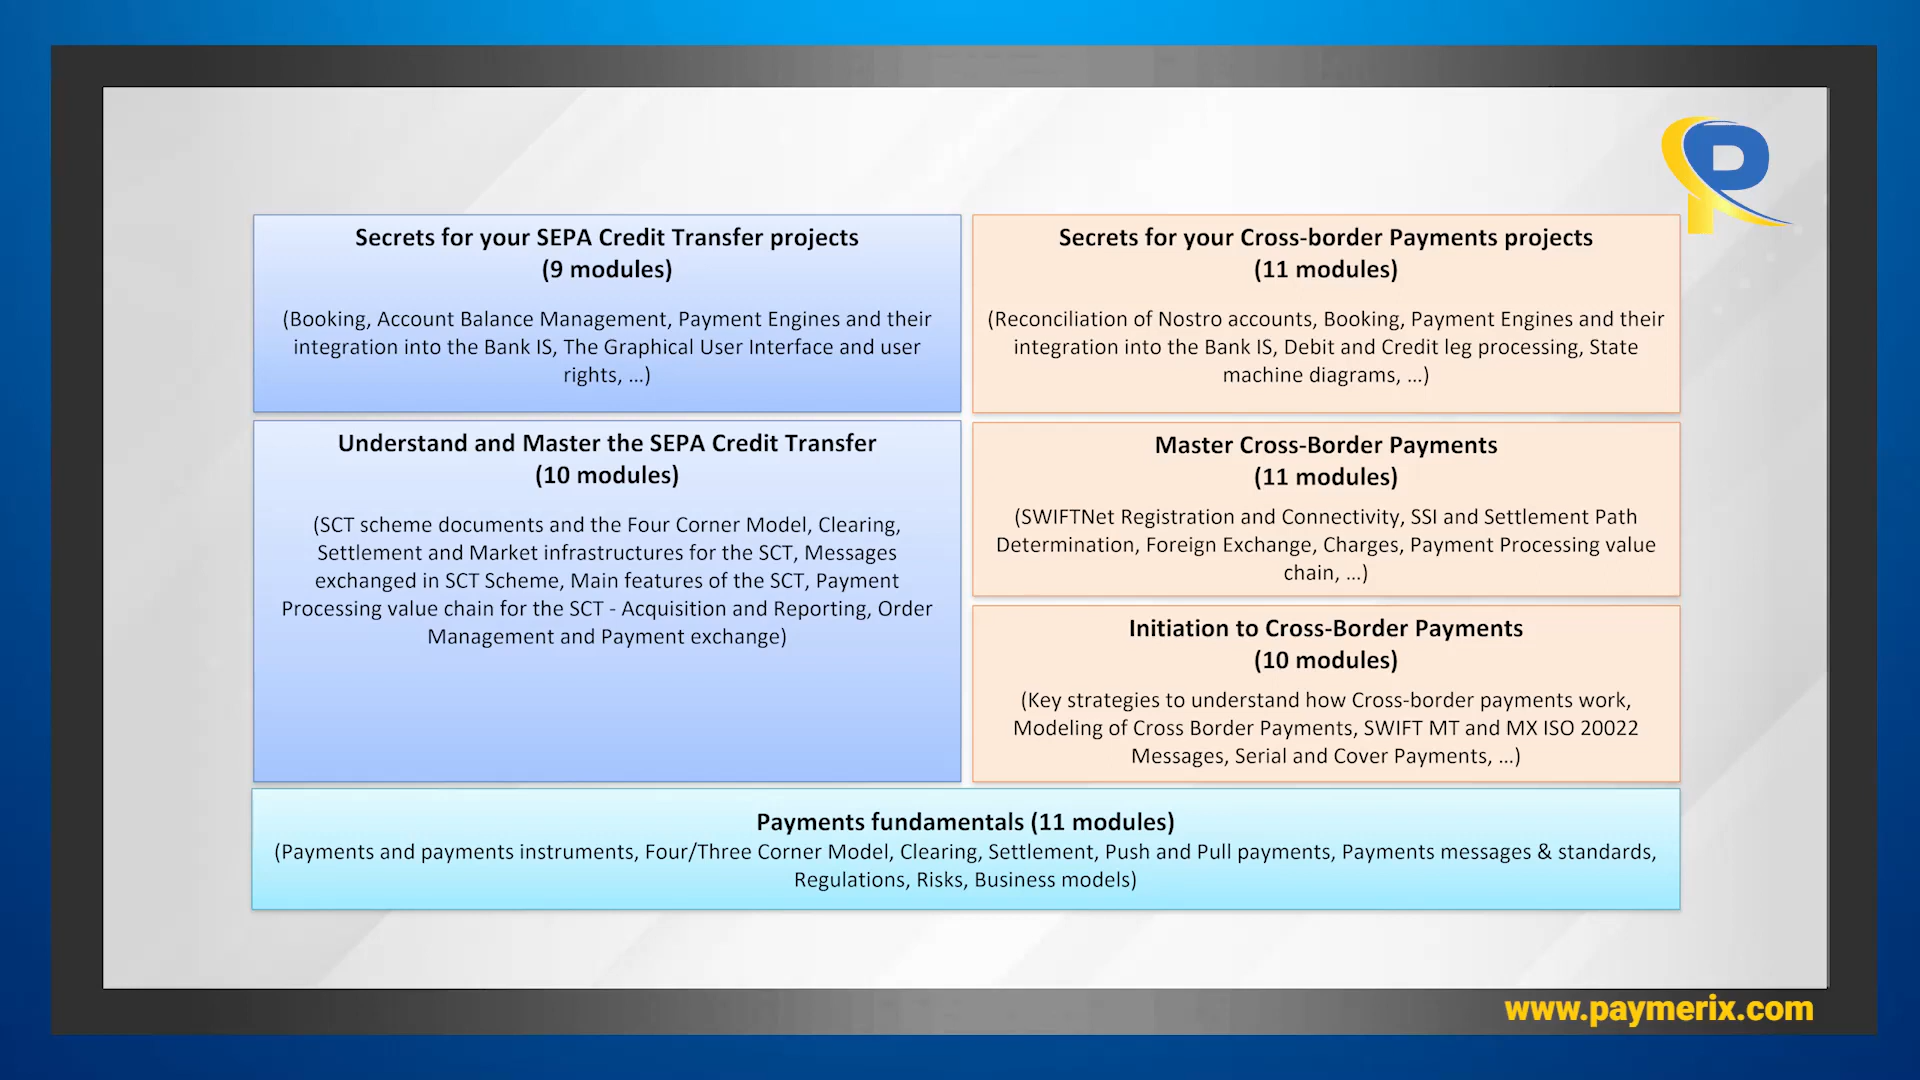 Secrets for your SEPA Credit Transfer projects
(9 modules)
(Booking, Account Balance Management, Payment Engines and their
integration into the Bank IS, The Graphical User Interface and user
rights, ...)
Secrets for your Cross-border Payments projects
(11 modules)
(Reconciliation of Nostro accounts, Booking, Payment Engines and their
integration into the Bank IS, Debit and Credit leg processing, State
machine diagrams, ...)
Understand and Master the SEPA Credit Transfer
(10 modules)
(SCT scheme documents and the Four Corner Model, Clearing,
Settlement and Market infrastructures for the SCT, Messages
exchanged in SCT Scheme, Main features of the SCT, Payment
Processing value chain for the SCT - Acquisition and Reporting, Order
Management and Payment exchange)
Master Cross-Border Payments
(11 modules)
(SWIFTNet Registration and Connectivity, SSI and Settlement Path
Determination, Foreign Exchange, Charges, Payment Processing value
chain, ...)
Initiation to Cross-Border Payments
(10 modules)
(Key strategies to understand how Cross-border payments work,
Modeling of Cross Border Payments, SWIFT MT and MX ISO 20022
Messages, Serial and Cover Payments, ...)
Payments fundamentals (11 modules)
(Payments and payments instruments, Four/Three Corner Model, Clearing, Settlement, Push and Pull payments, Payments messages & standards,
Regulations, Risks, Business models)
P
www.paymerix.com